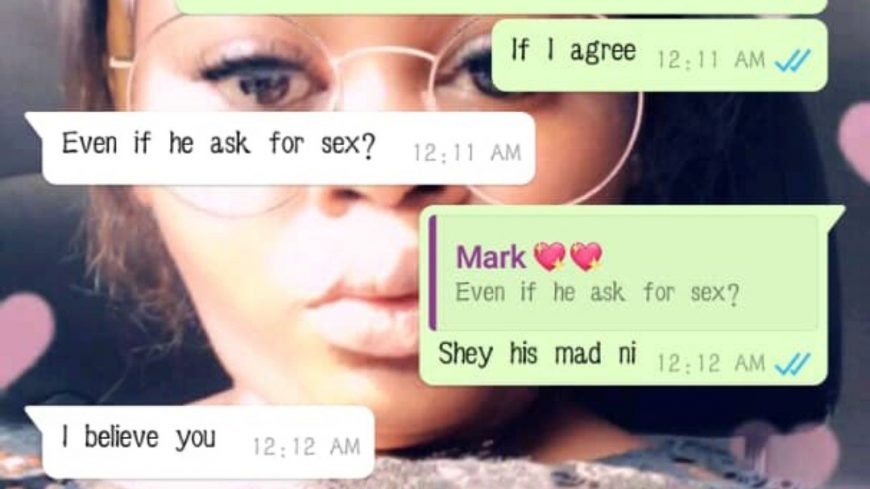 If I agree 12:11 AM
Even if he ask for sex? 12:11 AM
Mark 💖💖
Even if he ask for sex?
Shey his mad ni 12:12 AM
I believe you 12:12 AM